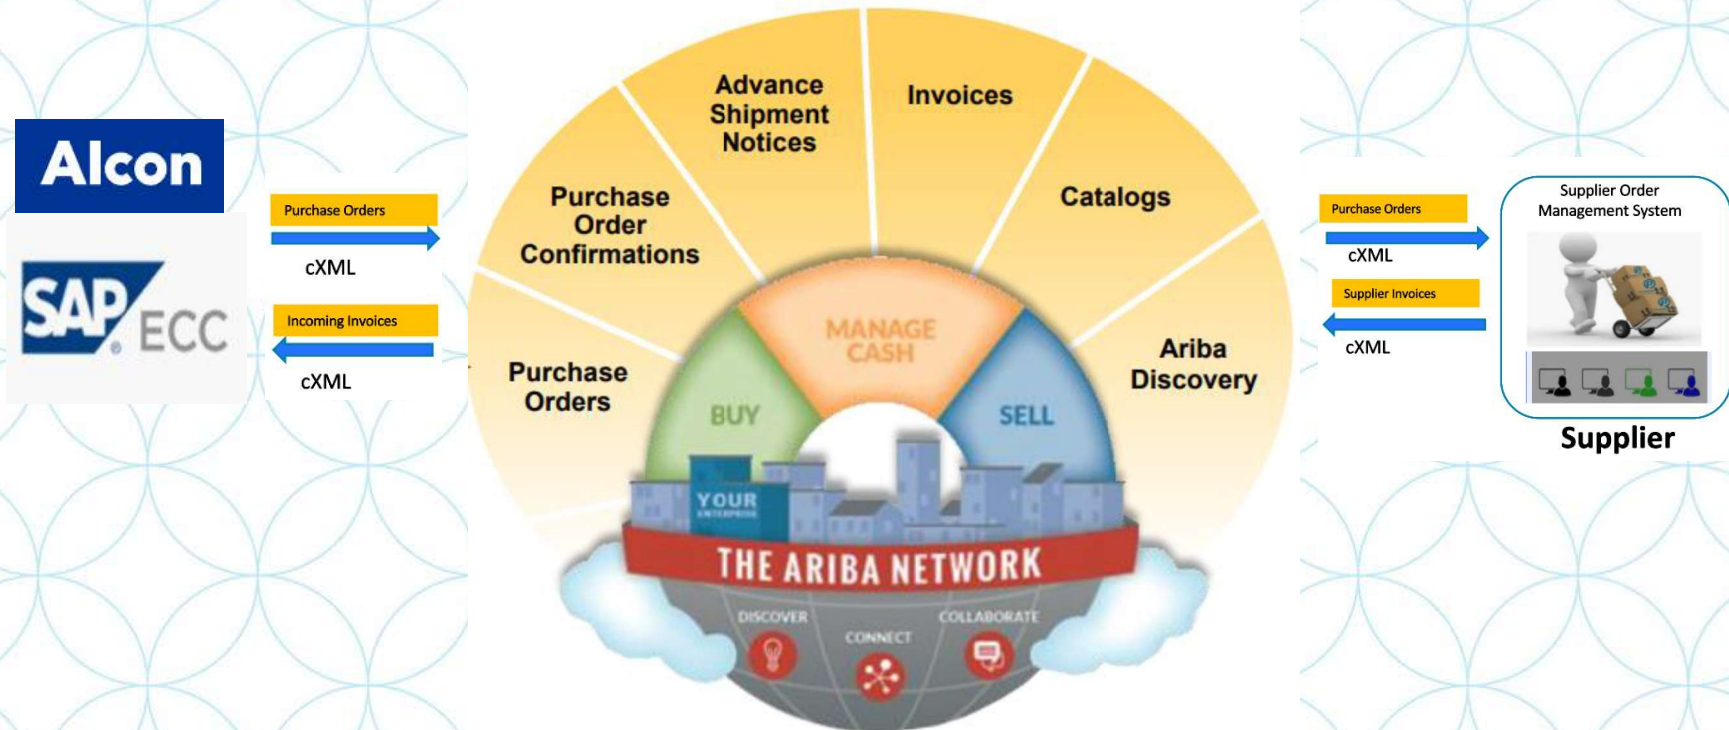 Alcon
SAP
®
ECC
Purchase Orders
cXML
Incoming Invoices
cXML
Purchase
Orders
Purchase
Order
Confirmations
Advance
Shipment
Notices
Invoices
Catalogs
Ariba
Discovery
BUY
MANAGE
CASH
SELL
YOUR
ENTERPRISE
THE ARIBA NETWORK
DISCOVER
CONNECT
COLLABORATE
Purchase Orders
cXML
Supplier Invoices
cXML
Supplier Order
Management System
Supplier